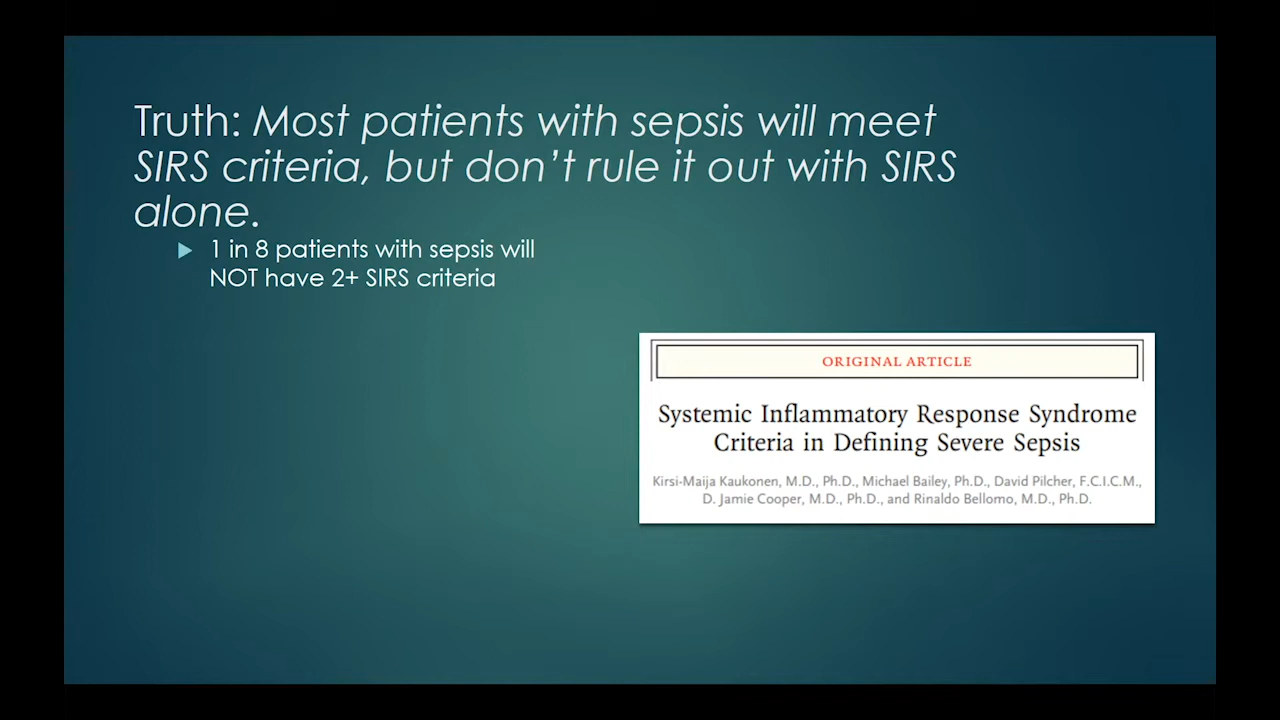 Truth: Most patients with sepsis will meet
SIRS criteria, but don’t rule it out with SIRS
alone.
1 in 8 patients with sepsis will
NOT have 2+ SIRS criteria
ORIGINAL ARTICLE
Systemic Inflammatory Response Syndrome
Criteria in Defining Severe Sepsis
Kirsi-Maija Kaukonen, M.D., Ph.D., Michael Bailey, Ph.D., David Pilcher, F.C.I.C.M.,
D. Jamie Cooper, M.D., Ph.D., and Rinaldo Bellomo, M.D., Ph.D.